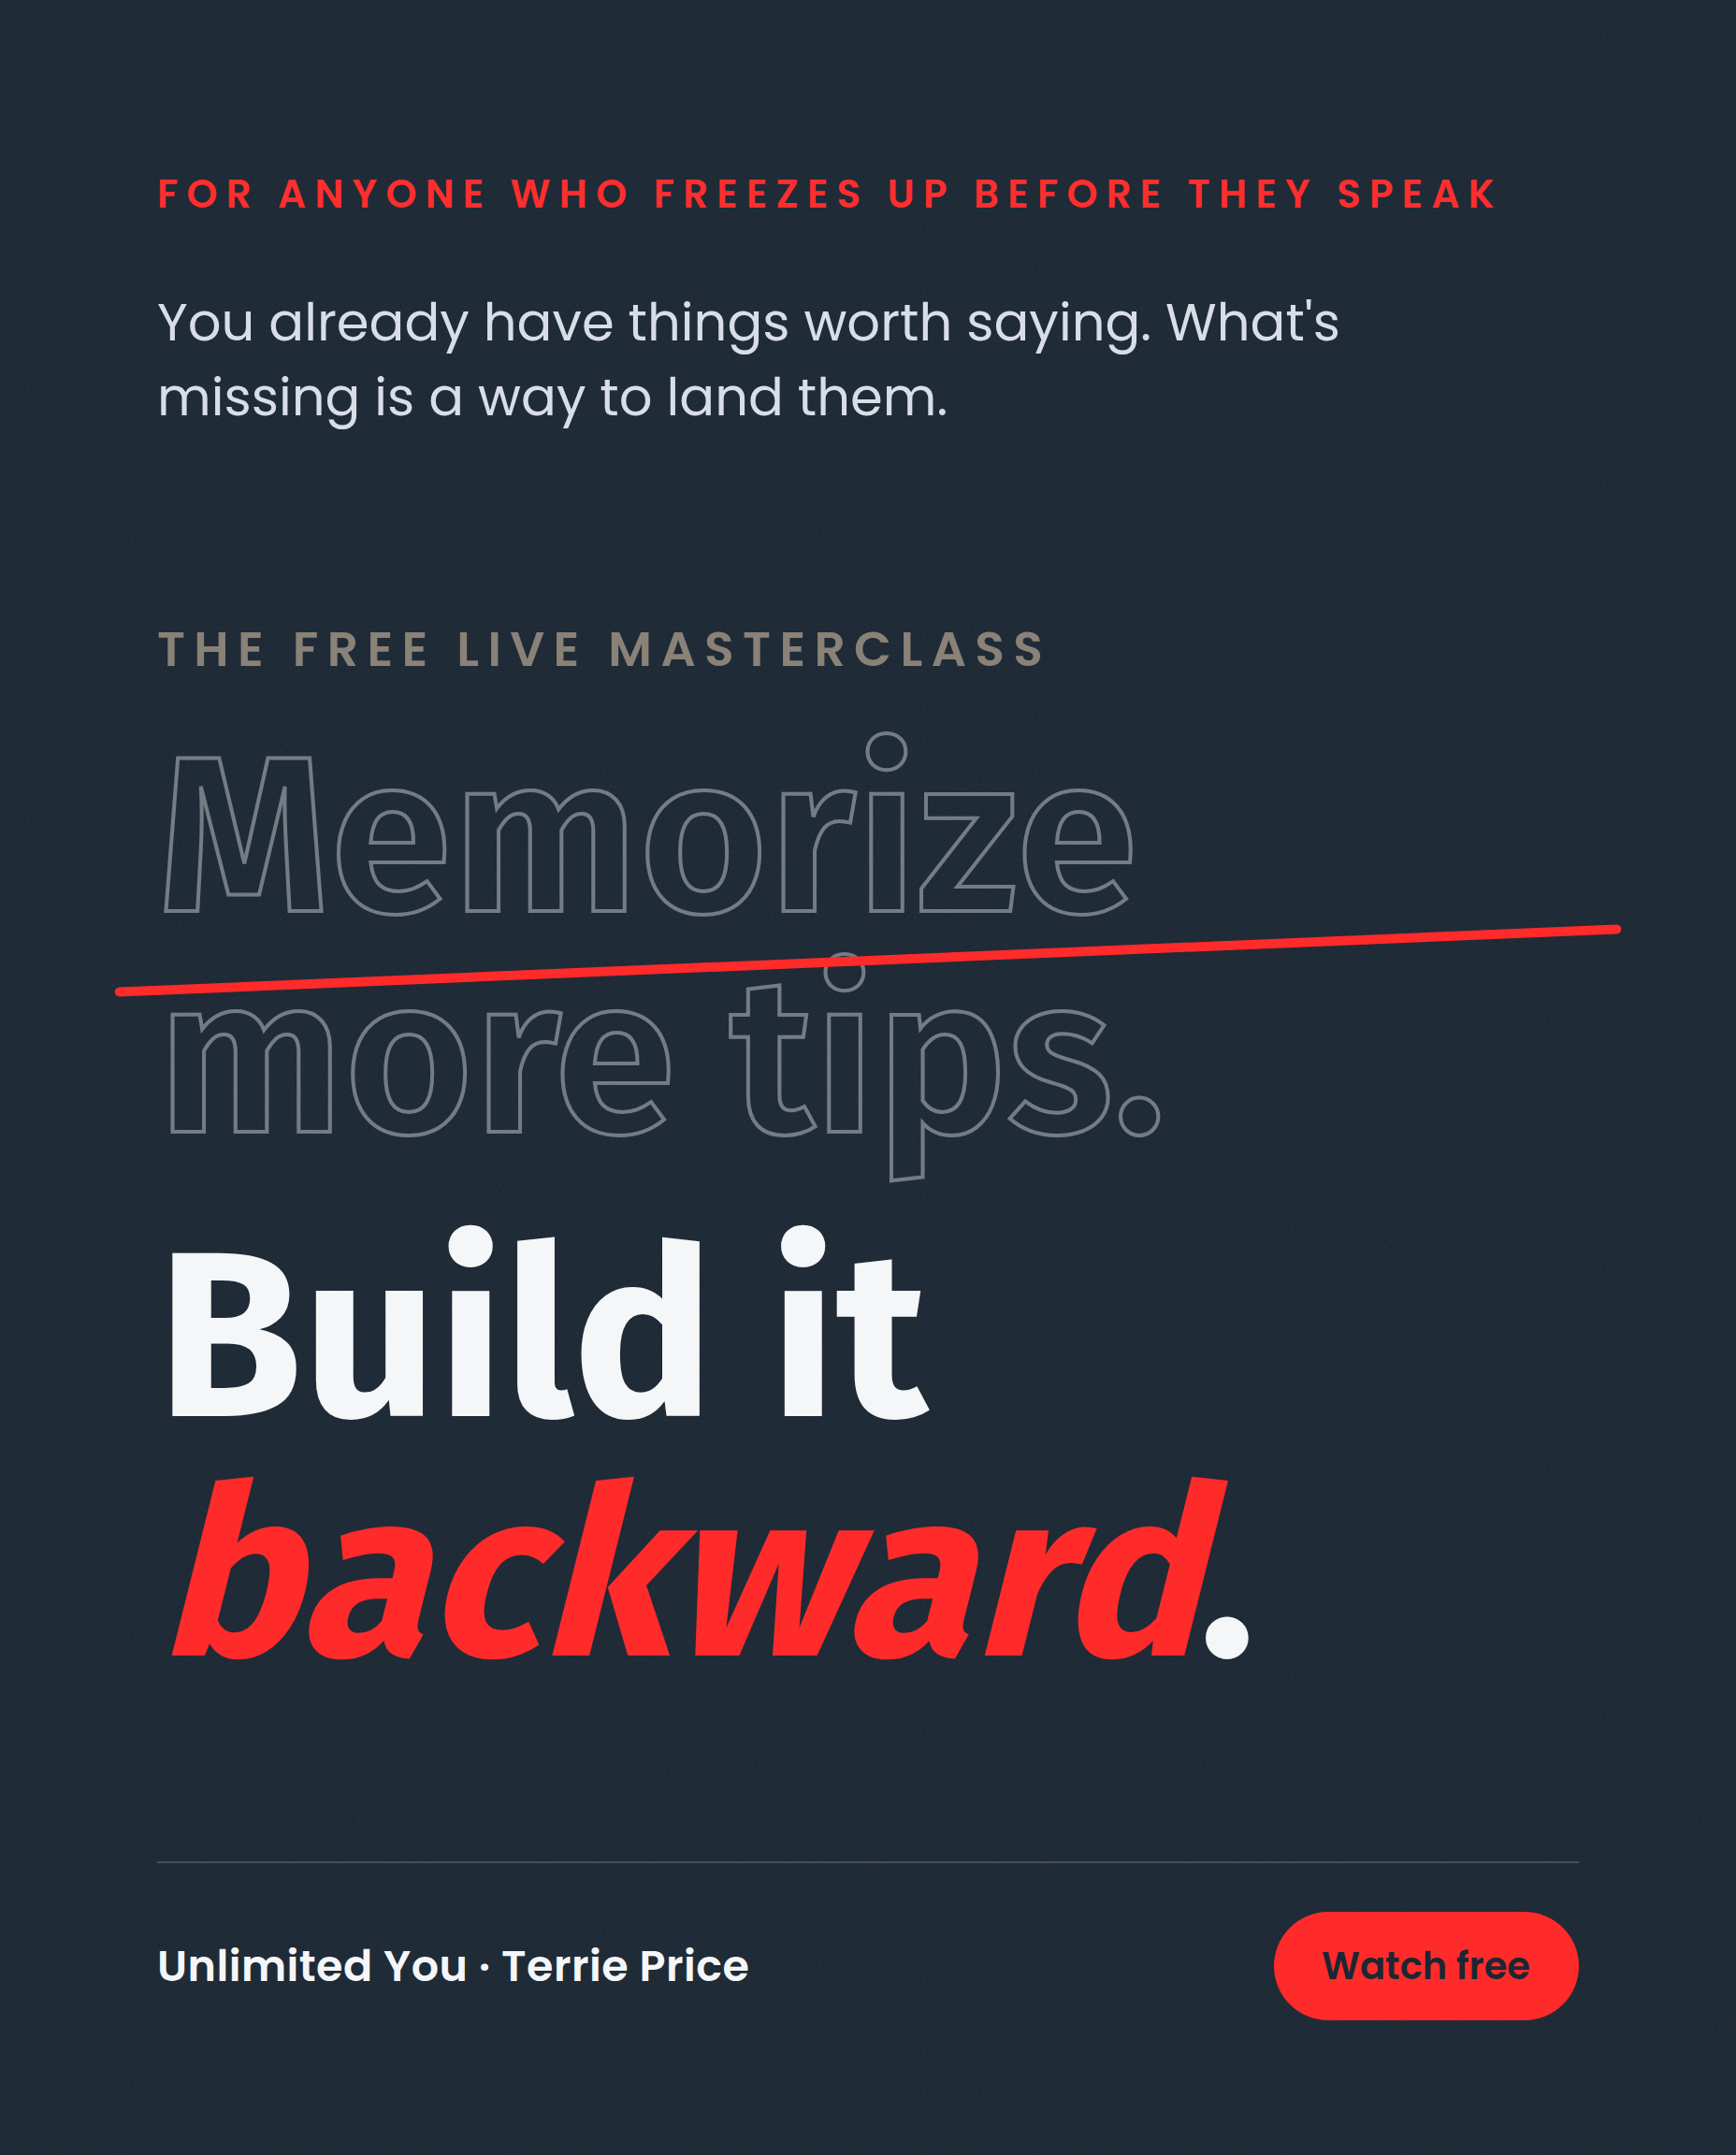 FOR ANYONE WHO FREEZES UP BEFORE THEY SPEAK
You already have things worth saying. What's
missing is a way to land them.
THE FREE LIVE MASTERCLASS
Memorize
more tips.
Build it
backward.
Unlimited You · Terrie Price
Watch free